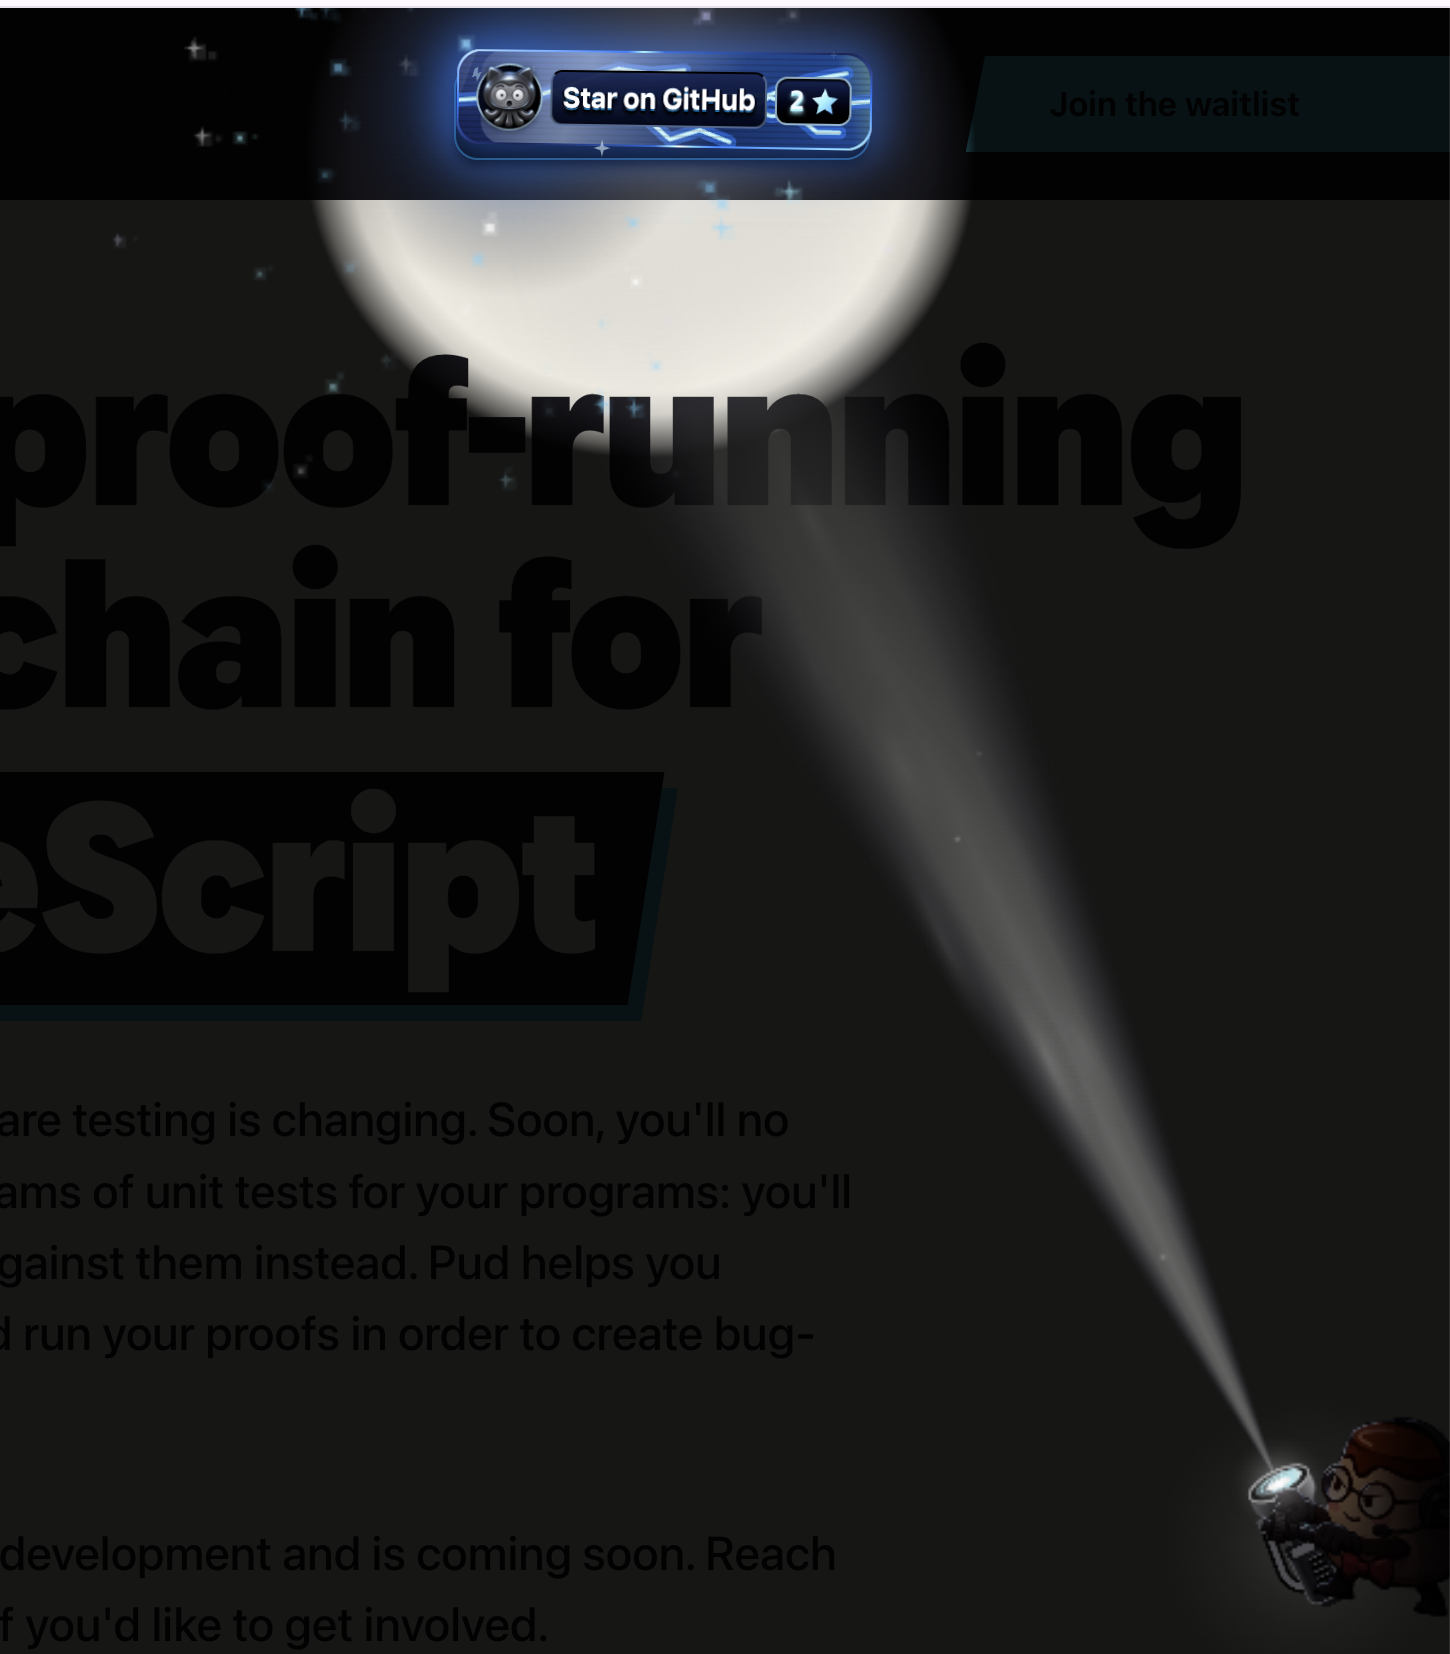 Star on GitHub 2
Join the waitlist
proof-running
chain for
eScript
are testing is changing. Soon, you'll no
ams of unit tests for your programs: you'll
gainst them instead. Pud helps you
d run your proofs in order to create bug-
development and is coming soon. Reach
f you'd like to get involved.